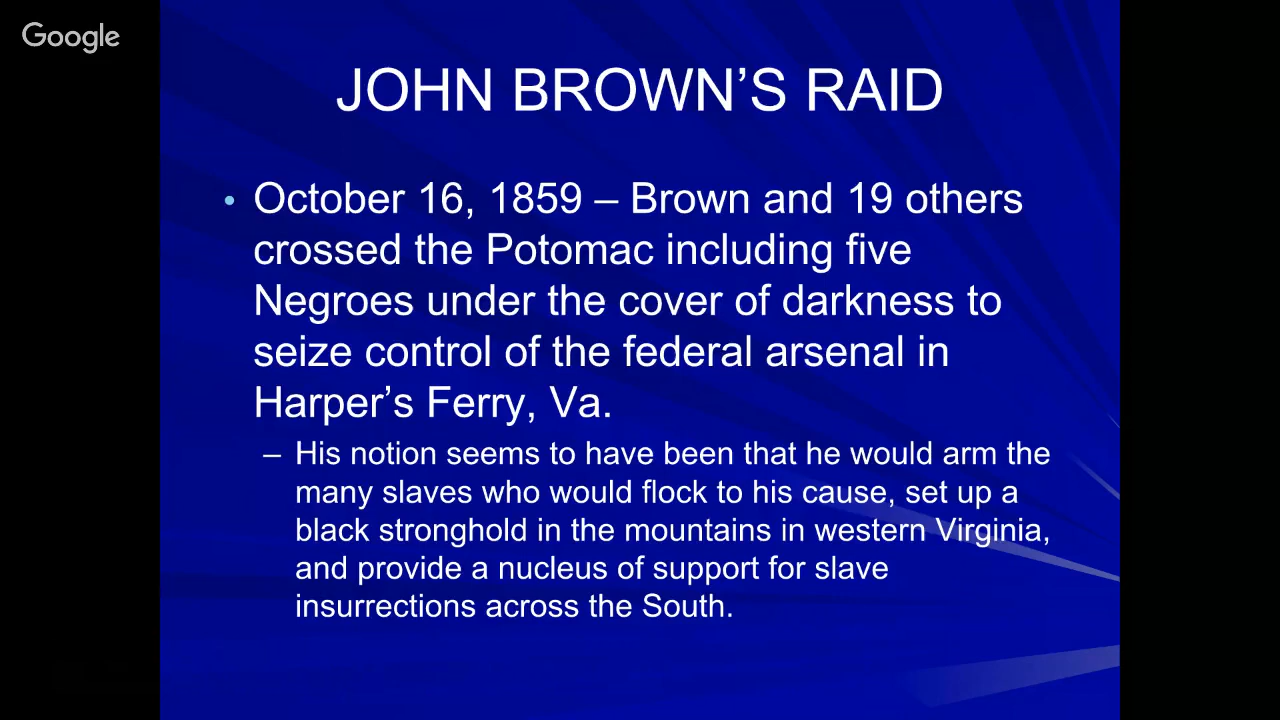 Google
JOHN BROWN’S RAID
• October 16, 1859 – Brown and 19 others
crossed the Potomac including five
Negroes under the cover of darkness to
seize control of the federal arsenal in
Harper’s Ferry, Va.
– His notion seems to have been that he would arm the
many slaves who would flock to his cause, set up a
black stronghold in the mountains in western Virginia,
and provide a nucleus of support for slave
insurrections across the South.